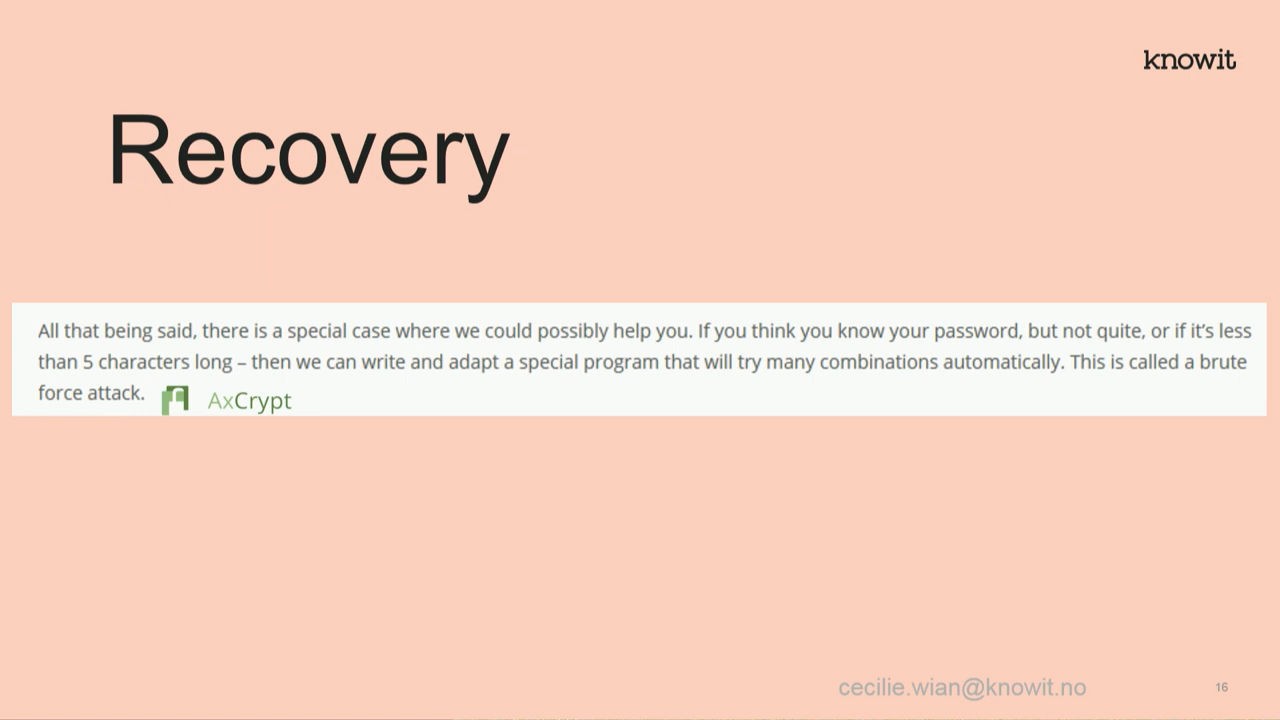 knowit
Recovery
All that being said, there is a special case where we could possibly help you. If you think you know your password, but not quite, or if it's less
than 5 characters long – then we can write and adapt a special program that will try many combinations automatically. This is called a brute
force attack.
AxCrypt
cecilie.wian@knowit.no
16